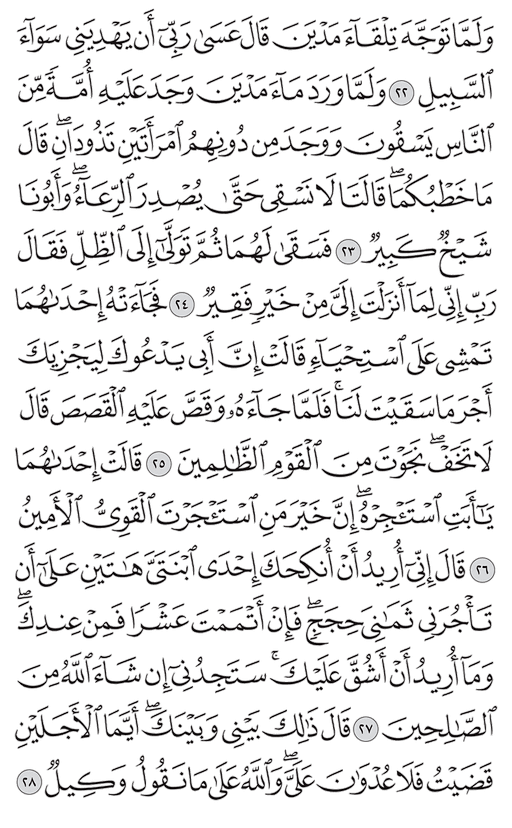 وَلَمَّا تَوَجَّهَ تِلْقَآءَ مَدْيَنَ قَالَ عَسَىٰ رَبِّىٓ أَن يَهْدِيَنِى سَوَآءَ
ٱلسَّبِيلِ ٢٢ وَلَمَّا وَرَدَ مَآءَ مَدْيَنَ وَجَدَ عَلَيْهِ أُمَّةً مِّنَ
ٱلنَّاسِ يَسْقُونَ وَوَجَدَ مِن دُونِهِمُ ٱمْرَأَتَيْنِ تَذُودَانِۖ قَالَ
مَا خَطْبُكُمَاۖ قَالَتَا لَا نَسْقِى حَتَّىٰ يُصْدِرَ ٱلرِّعَآءُۖ وَأَبُونَا
شَيْخٌ كَبِيرٌ ٢٣ فَسَقَىٰ لَهُمَا ثُمَّ تَوَلَّىٰٓ إِلَى ٱلظِّلِّ فَقَالَ
رَبِّ إِنِّى لِمَآ أَنزَلْتَ إِلَىَّ مِنْ خَيْرٍ فَقِيرٌ ٢٤ فَجَآءَتْهُ إِحْدَىٰهُمَا
تَمْشِى عَلَى ٱسْتِحْيَآءٍ قَالَتْ إِنَّ أَبِى يَدْعُوكَ لِيَجْزِيَكَ
أَجْرَ مَا سَقَيْتَ لَنَاۚ فَلَمَّا جَآءَهُۥ وَقَصَّ عَلَيْهِ ٱلْقَصَصَ قَالَ
لَا تَخَفْۖ نَجَوْتَ مِنَ ٱلْقَوْمِ ٱلظَّٰلِمِينَ ٢٥ قَالَتْ إِحْدَىٰهُمَا
يَٰٓأَبَتِ ٱسْتَـْٔجِرْهُۖ إِنَّ خَيْرَ مَنِ ٱسْتَـْٔجَرْتَ ٱلْقَوِىُّ ٱلْأَمِينُ
٢٦ قَالَ إِنِّىٓ أُرِيدُ أَنْ أُنكِحَكَ إِحْدَى ٱبْنَتَىَّ هَٰتَيْنِ عَلَىٰٓ أَن
تَأْجُرَنِى ثَمَٰنِىَ حِجَجٍۖ فَإِنْ أَتْمَمْتَ عَشْرًا فَمِنْ عِندِكَۖ
وَمَآ أُرِيدُ أَنْ أَشُقَّ عَلَيْكَۚ سَتَجِدُنِىٓ إِن شَآءَ ٱللَّهُ مِنَ
ٱلصَّٰلِحِينَ ٢٧ قَالَ ذَٰلِكَ بَيْنِى وَبَيْنَكَۖ أَيَّمَا ٱلْأَجَلَيْنِ
قَضَيْتُ فَلَا عُدْوَٰنَ عَلَىَّۖ وَٱللَّهُ عَلَىٰ مَا نَقُولُ وَكِيلٌ ٢٨